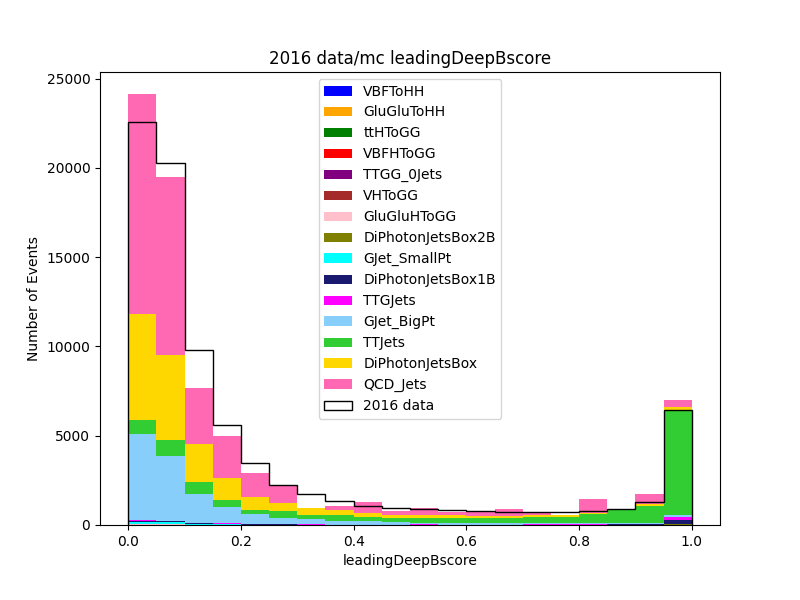 2016 data/mc leadingDeepBscore
Number of Events
25000
20000
15000
10000
5000
0
VBFToHH
GluGluToHH
ttHToGG
VBFHToGG
TTGG_0Jets
VHToGG
GluGluHToGG
DiPhotonJetsBox2B
GJet_SmallPt
DiPhotonJetsBox1B
TTGJets
GJet_BigPt
TTJets
DiPhotonJetsBox
QCD_Jets
2016 data
0.0 0.2 0.4 0.6 0.8 1.0
leadingDeepBscore